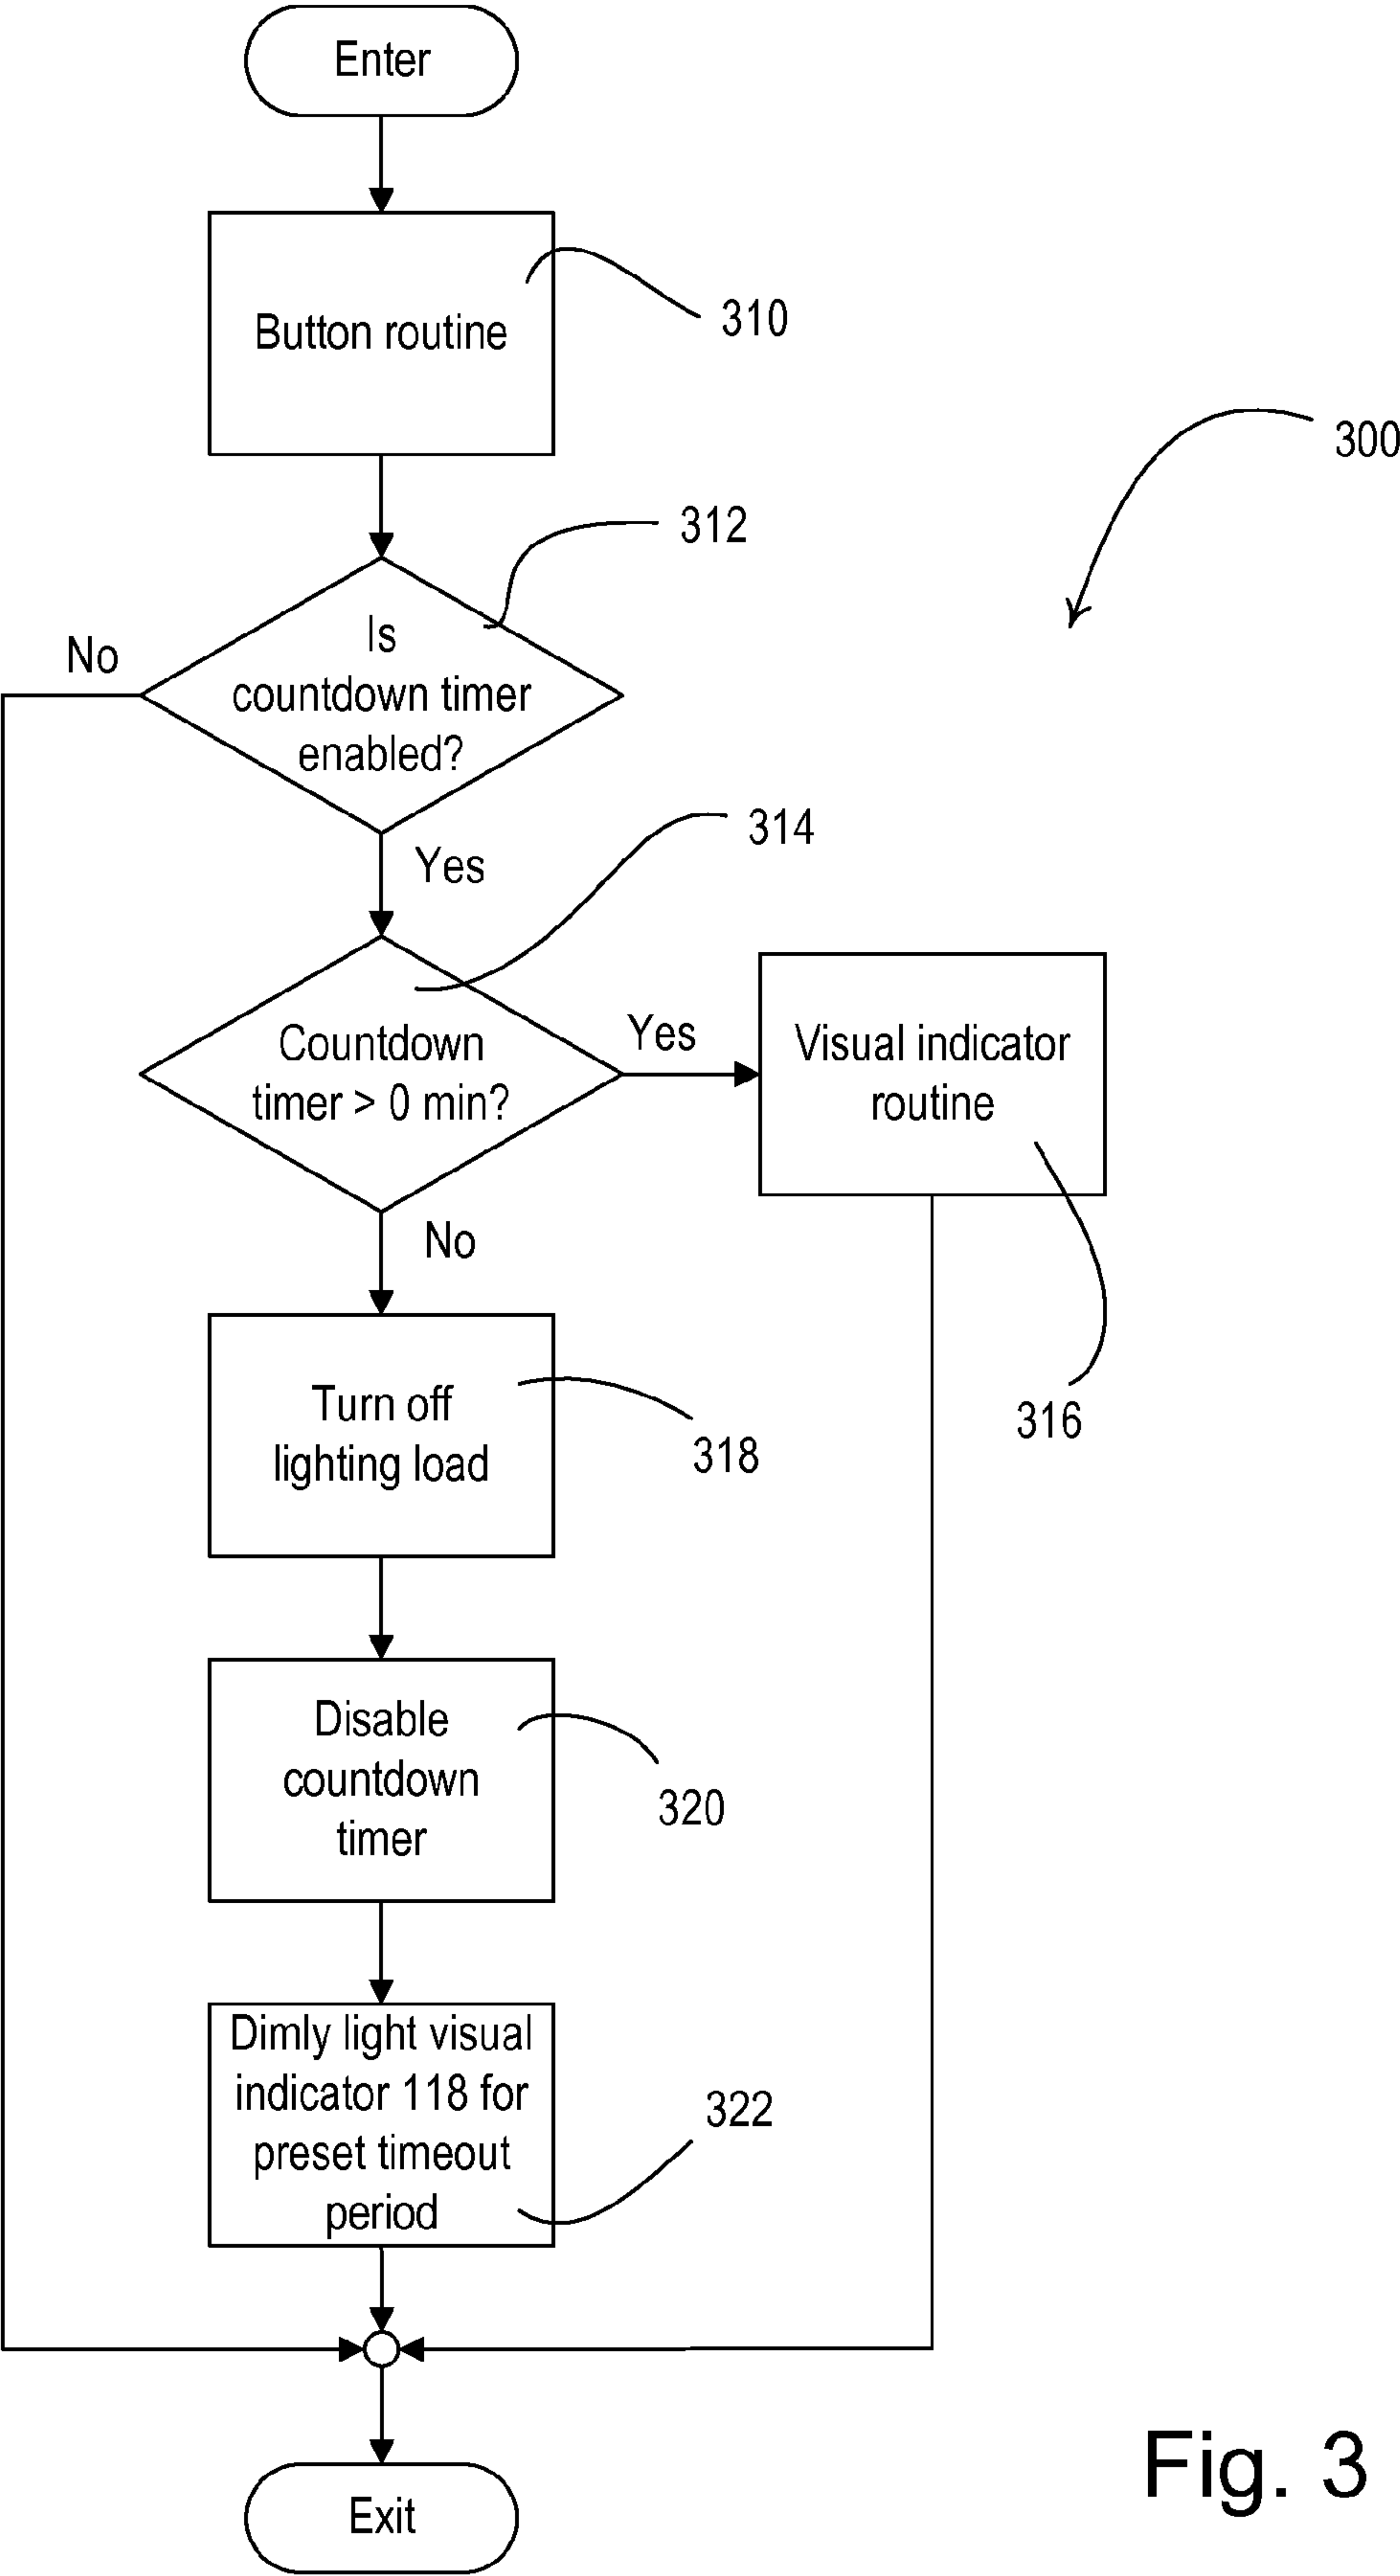 Enter
Button routine
310
300
312
Is
countdown timer
enabled?
No
Yes
314
Countdown
timer > 0 min?
Yes
Visual indicator
routine
316
No
Turn off
lighting load
318
Disable
countdown
timer
320
Dimly light visual
indicator 118 for
preset timeout
period
322
Exit
Fig. 3